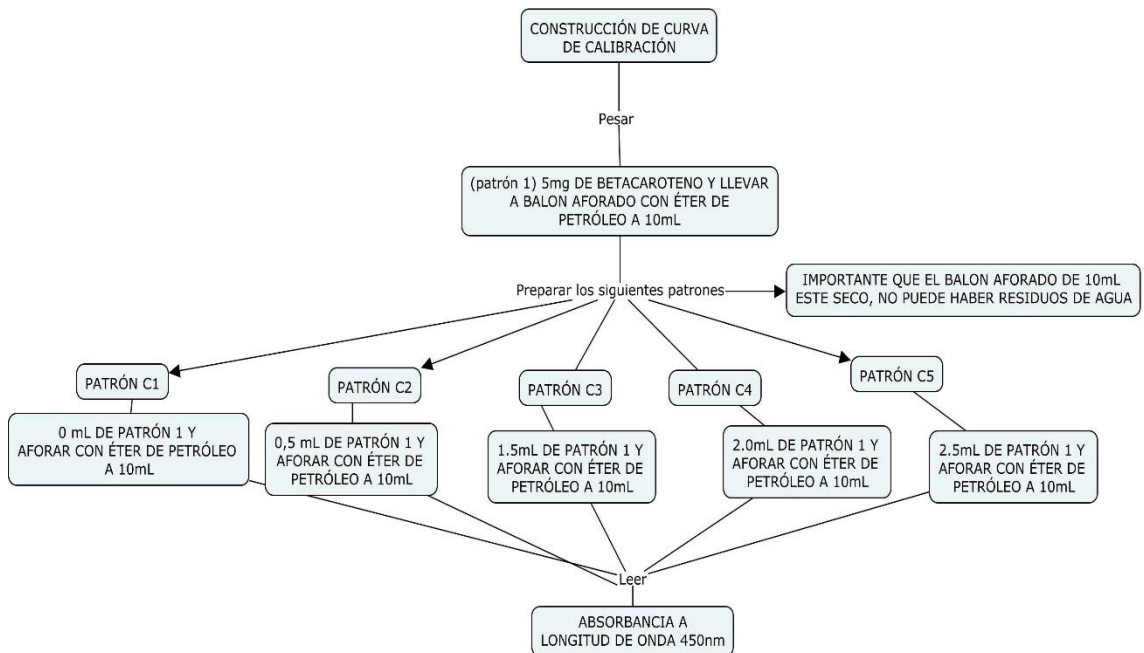 CONSTRUCCIÓN DE CURVA
DE CALIBRACIÓN
Pesar
(patrón 1) 5mg DE BETACAROTENO Y LLEVAR
A BALON AFORADO CON ÉTER DE
PETRÓLEO A 10mL
Preparar los siguientes patrones
IMPORTANTE QUE EL BALON AFORADO DE 10mL
ESTE SECO, NO PUEDE HABER RESIDUOS DE AGUA
PATRÓN C1
0 mL DE PATRÓN 1 Y
AFORAR CON ÉTER DE PETRÓLEO
A 10mL
PATRÓN C2
0,5 mL DE PATRÓN 1 Y
AFORAR CON ÉTER DE
PETRÓLEO A 10mL
PATRÓN C3
1.5mL DE PATRÓN 1 Y
AFORAR CON ÉTER DE
PETRÓLEO A 10mL
PATRÓN C4
2.0mL DE PATRÓN 1 Y
AFORAR CON ÉTER DE
PETRÓLEO A 10mL
PATRÓN C5
2.5mL DE PATRÓN 1 Y
AFORAR CON ÉTER DE
PETRÓLEO A 10mL
Leer
ABSORBANCIA A
LONGITUD DE ONDA 450nm